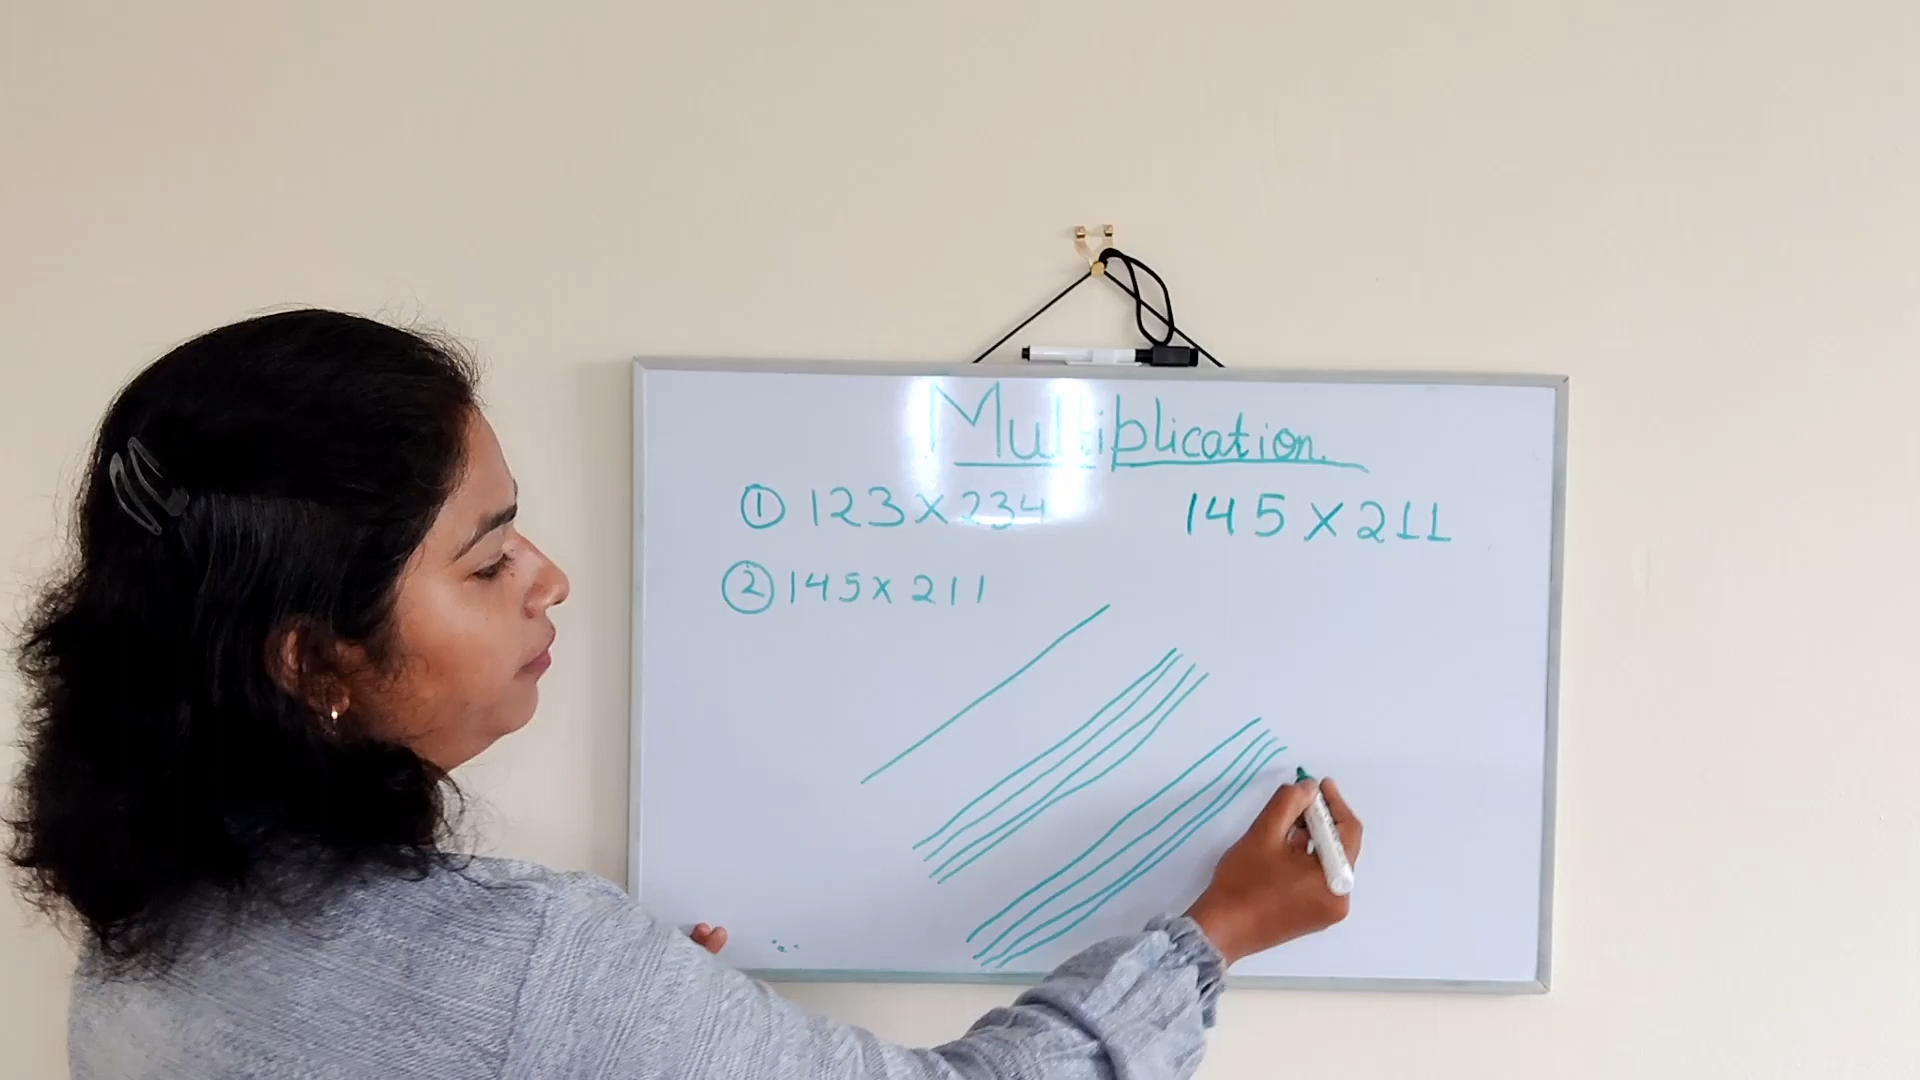 Multiplication.
① 123 x 234
② 145 x 211
145 x 211